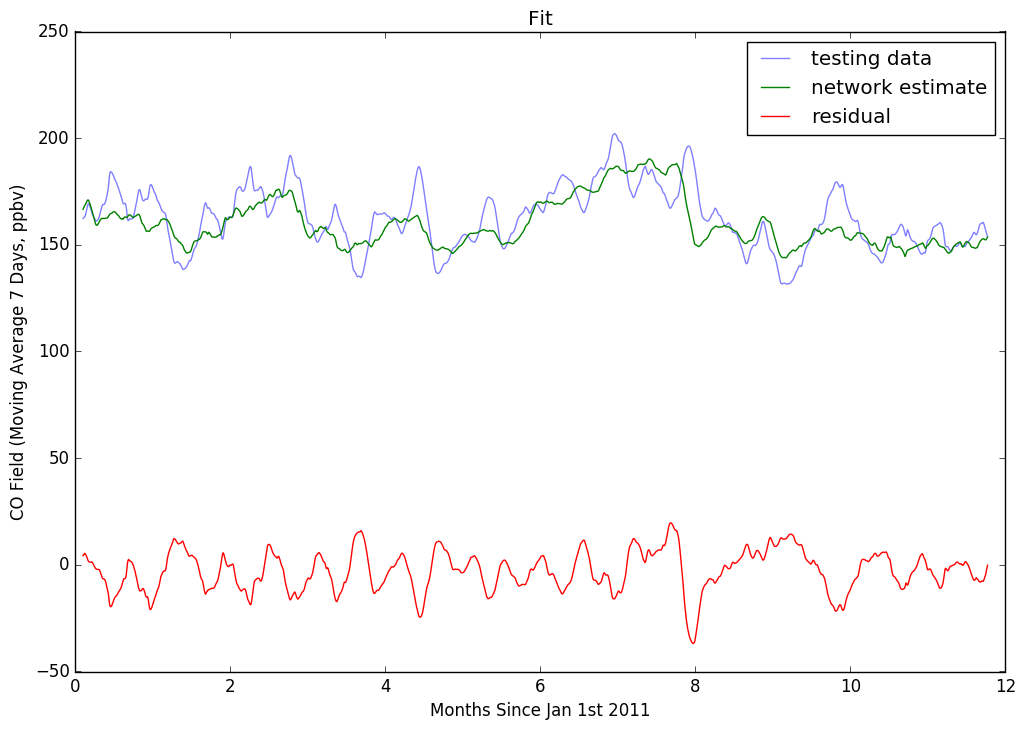 Fit
250
200
150
100
50
0
−50
CO Field (Moving Average 7 Days, ppbv)
testing data
network estimate
residual
0 2 4 6 8 10 12
Months Since Jan 1st 2011